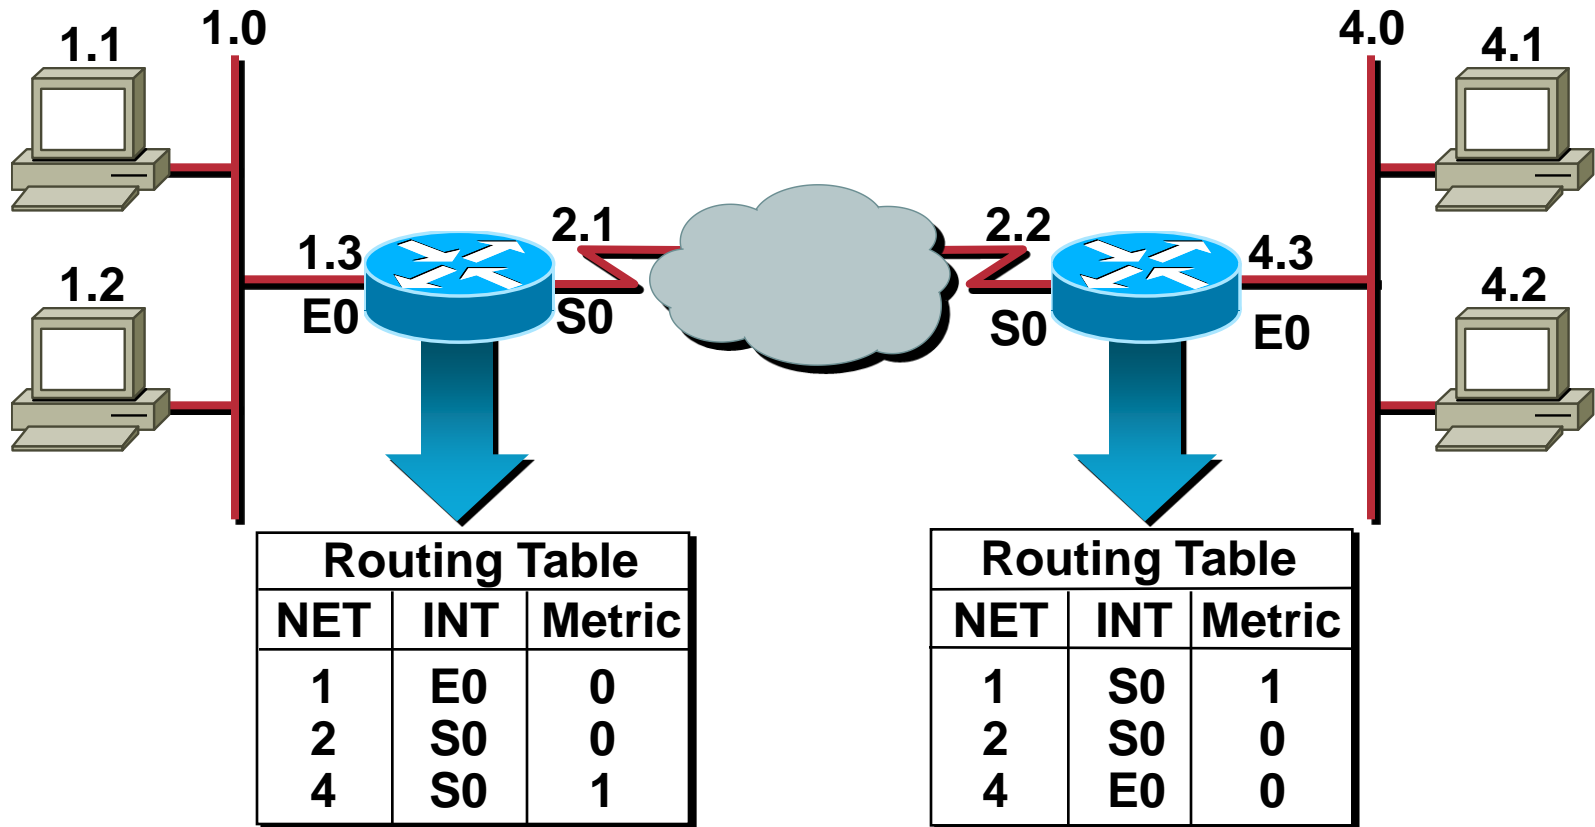 1.0
4.0
1.1
4.1
2.1
2.2
1.3
4.3
1.2
4.2
E0
S0
S0
E0
Routing Table
NET INT Metric
1 E0 0
2 S0 0
4 S0 1
Routing Table
NET INT Metric
1 S0 1
2 S0 0
4 E0 0